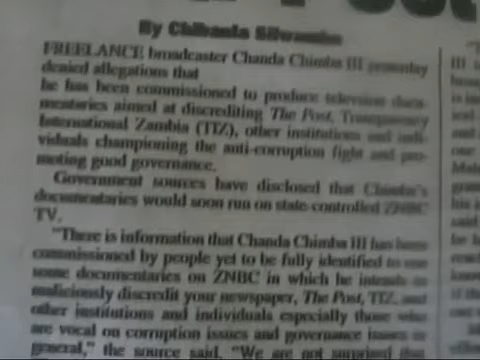 By Chibaula Silwamba
FREELANCE broadcaster Chanda Chimba III yesterday
denied allegations that
he has been commissioned to produce television docu-
mentaries aimed at discrediting The Post, Transparency
International Zambia (TIZ), other institutions and indi-
viduals championing the anti-corruption fight and pro-
moting good governance.
Government sources have disclosed that Chimba's
documentaries would soon run on state-controlled ZNBC
TV.
"There is information that Chanda Chimba III has been
commissioned by people yet to be fully identified to run
some documentaries on ZNBC in which he intends to
maliciously discredit your newspaper, The Post, TIZ, and
other institutions and individuals especially those who
are vocal on corruption issues and governance issues in
general," the source said. "We are not surprised that